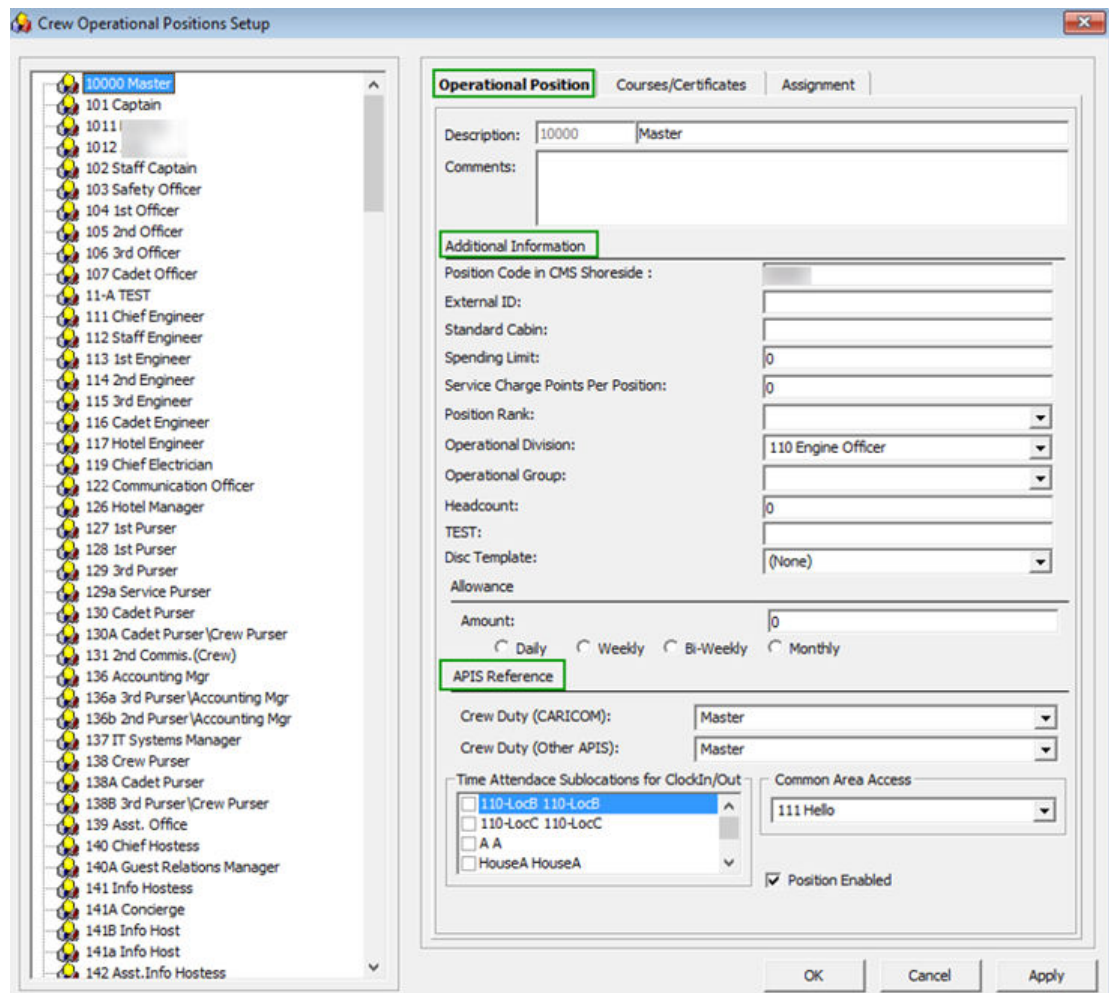 Crew Operational Positions Setup
10000 Master
101 Captain
1011
1012
102 Staff Captain
103 Safety Officer
104 1st Officer
105 2nd Officer
106 3rd Officer
107 Cadet Officer
11-A TEST
111 Chief Engineer
112 Staff Engineer
113 1st Engineer
114 2nd Engineer
115 3rd Engineer
116 Cadet Engineer
117 Hotel Engineer
119 Chief Electrician
122 Communication Officer
126 Hotel Manager
127 1st Purser
128 1st Purser
129 3rd Purser
129a Service Purser
130 Cadet Purser
130A Cadet Purser\Crew Purser
131 2nd Commis.(Crew)
136 Accounting Mgr
136a 3rd Purser\Accounting Mgr
136b 2nd Purser\Accounting Mgr
137 IT Systems Manager
138 Crew Purser
138A Cadet Purser
138B 3rd Purser\Crew Purser
139 Asst. Office
140 Chief Hostess
140A Guest Relations Manager
141 Info Hostess
141A Concierge
141B Info Host
141a Info Host
142 Asst.Info Hostess
Operational Position Courses/Certificates Assignment
Description: 10000 Master
Comments:
Additional Information
Position Code in CMS Shoreside :
External ID:
Standard Cabin:
Spending Limit: 0
Service Charge Points Per Position: 0
Position Rank:
Operational Division: 110 Engine Officer
Operational Group:
Headcount: 0
TEST:
Disc Template: (None)
Allowance
Amount: 0
Daily Weekly Bi-Weekly Monthly
APIS Reference
Crew Duty (CARICOM): Master
Crew Duty (Other APIS): Master
Time Attendace Sublocations for ClockIn/Out
110-LocB 110-LocB
110-LocC 110-LocC
A A
HouseA HouseA
Common Area Access
111 Hello
Position Enabled
OK Cancel Apply